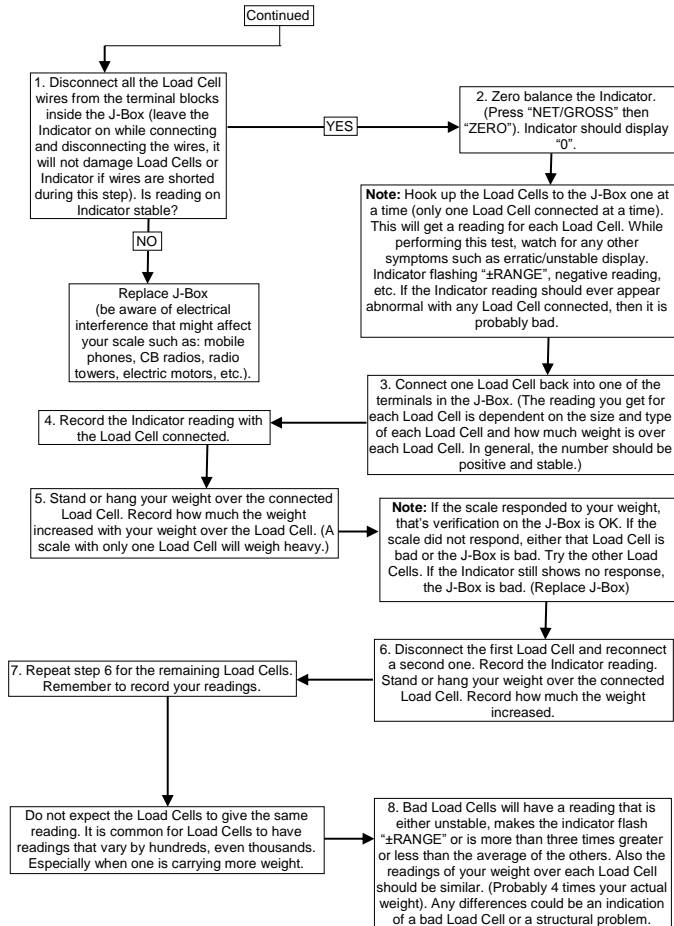 Continued
1. Disconnect all the Load Cell
wires from the terminal blocks
inside the J-Box (leave the
Indicator on while connecting
and disconnecting the wires, it
will not damage Load Cells or
Indicator if wires are shorted
during this step). Is reading on
Indicator stable?
YES
2. Zero balance the Indicator.
(Press “NET/GROSS” then
“ZERO”). Indicator should display
“0”.
NO
Replace J-Box
(be aware of electrical
interference that might affect
your scale such as: mobile
phones, CB radios, radio
towers, electric motors, etc.).
Note: Hook up the Load Cells to the J-Box one at
a time (only one Load Cell connected at a time).
This will get a reading for each Load Cell. While
performing this test, watch for any other
symptoms such as erratic/unstable display.
Indicator flashing “±RANGE”, negative reading,
etc. If the Indicator reading should ever appear
abnormal with any Load Cell connected, then it is
probably bad.
3. Connect one Load Cell back into one of the
terminals in the J-Box. (The reading you get for
each Load Cell is dependent on the size and type
of each Load Cell and how much weight is over
each Load Cell. In general, the number should be
positive and stable.)
4. Record the Indicator reading with
the Load Cell connected.
5. Stand or hang your weight over the connected
Load Cell. Record how much the weight
increased with your weight over the Load Cell. (A
scale with only one Load Cell will weigh heavy.)
Note: If the scale responded to your weight,
that’s verification on the J-Box is OK. If the
scale did not respond, either that Load Cell is
bad or the J-Box is bad. Try the other Load
Cells. If the Indicator still shows no response,
the J-Box is bad. (Replace J-Box)
6. Disconnect the first Load Cell and reconnect
a second one. Record the Indicator reading.
Stand or hang your weight over the connected
Load Cell. Record how much the weight
increased.
7. Repeat step 6 for the remaining Load Cells.
Remember to record your readings.
Do not expect the Load Cells to give the same
reading. It is common for Load Cells to have
readings that vary by hundreds, even thousands.
Especially when one is carrying more weight.
8. Bad Load Cells will have a reading that is
either unstable, makes the indicator flash
“±RANGE” or is more than three times greater
or less than the average of the others. Also the
readings of your weight over each Load Cell
should be similar. (Probably 4 times your actual
weight). Any differences could be an indication
of a bad Load Cell or a structural problem.